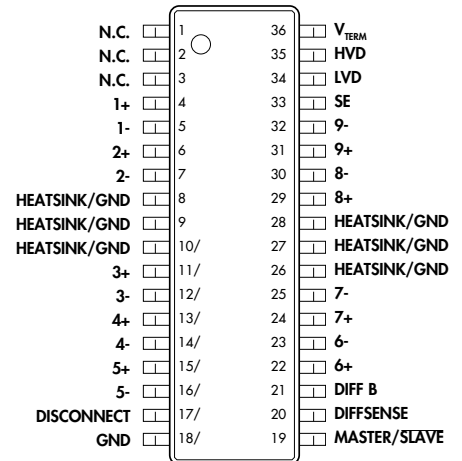 N.C. 1 36 VTERM
N.C. 2 35 HVD
N.C. 3 34 LVD
1+ 4 33 SE
1- 5 32 9-
2+ 6 31 9+
2- 7 30 8-
HEATSINK/GND 8 29 8+
HEATSINK/GND 9 28 HEATSINK/GND
HEATSINK/GND 10/ 27 HEATSINK/GND
3+ 11/ 26 HEATSINK/GND
3- 12/ 25 7-
4+ 13/ 24 7+
4- 14/ 23 6-
5+ 15/ 22 6+
5- 16/ 21 DIFF B
DISCONNECT 17/ 20 DIFFSENSE
GND 18/ 19 MASTER/SLAVE